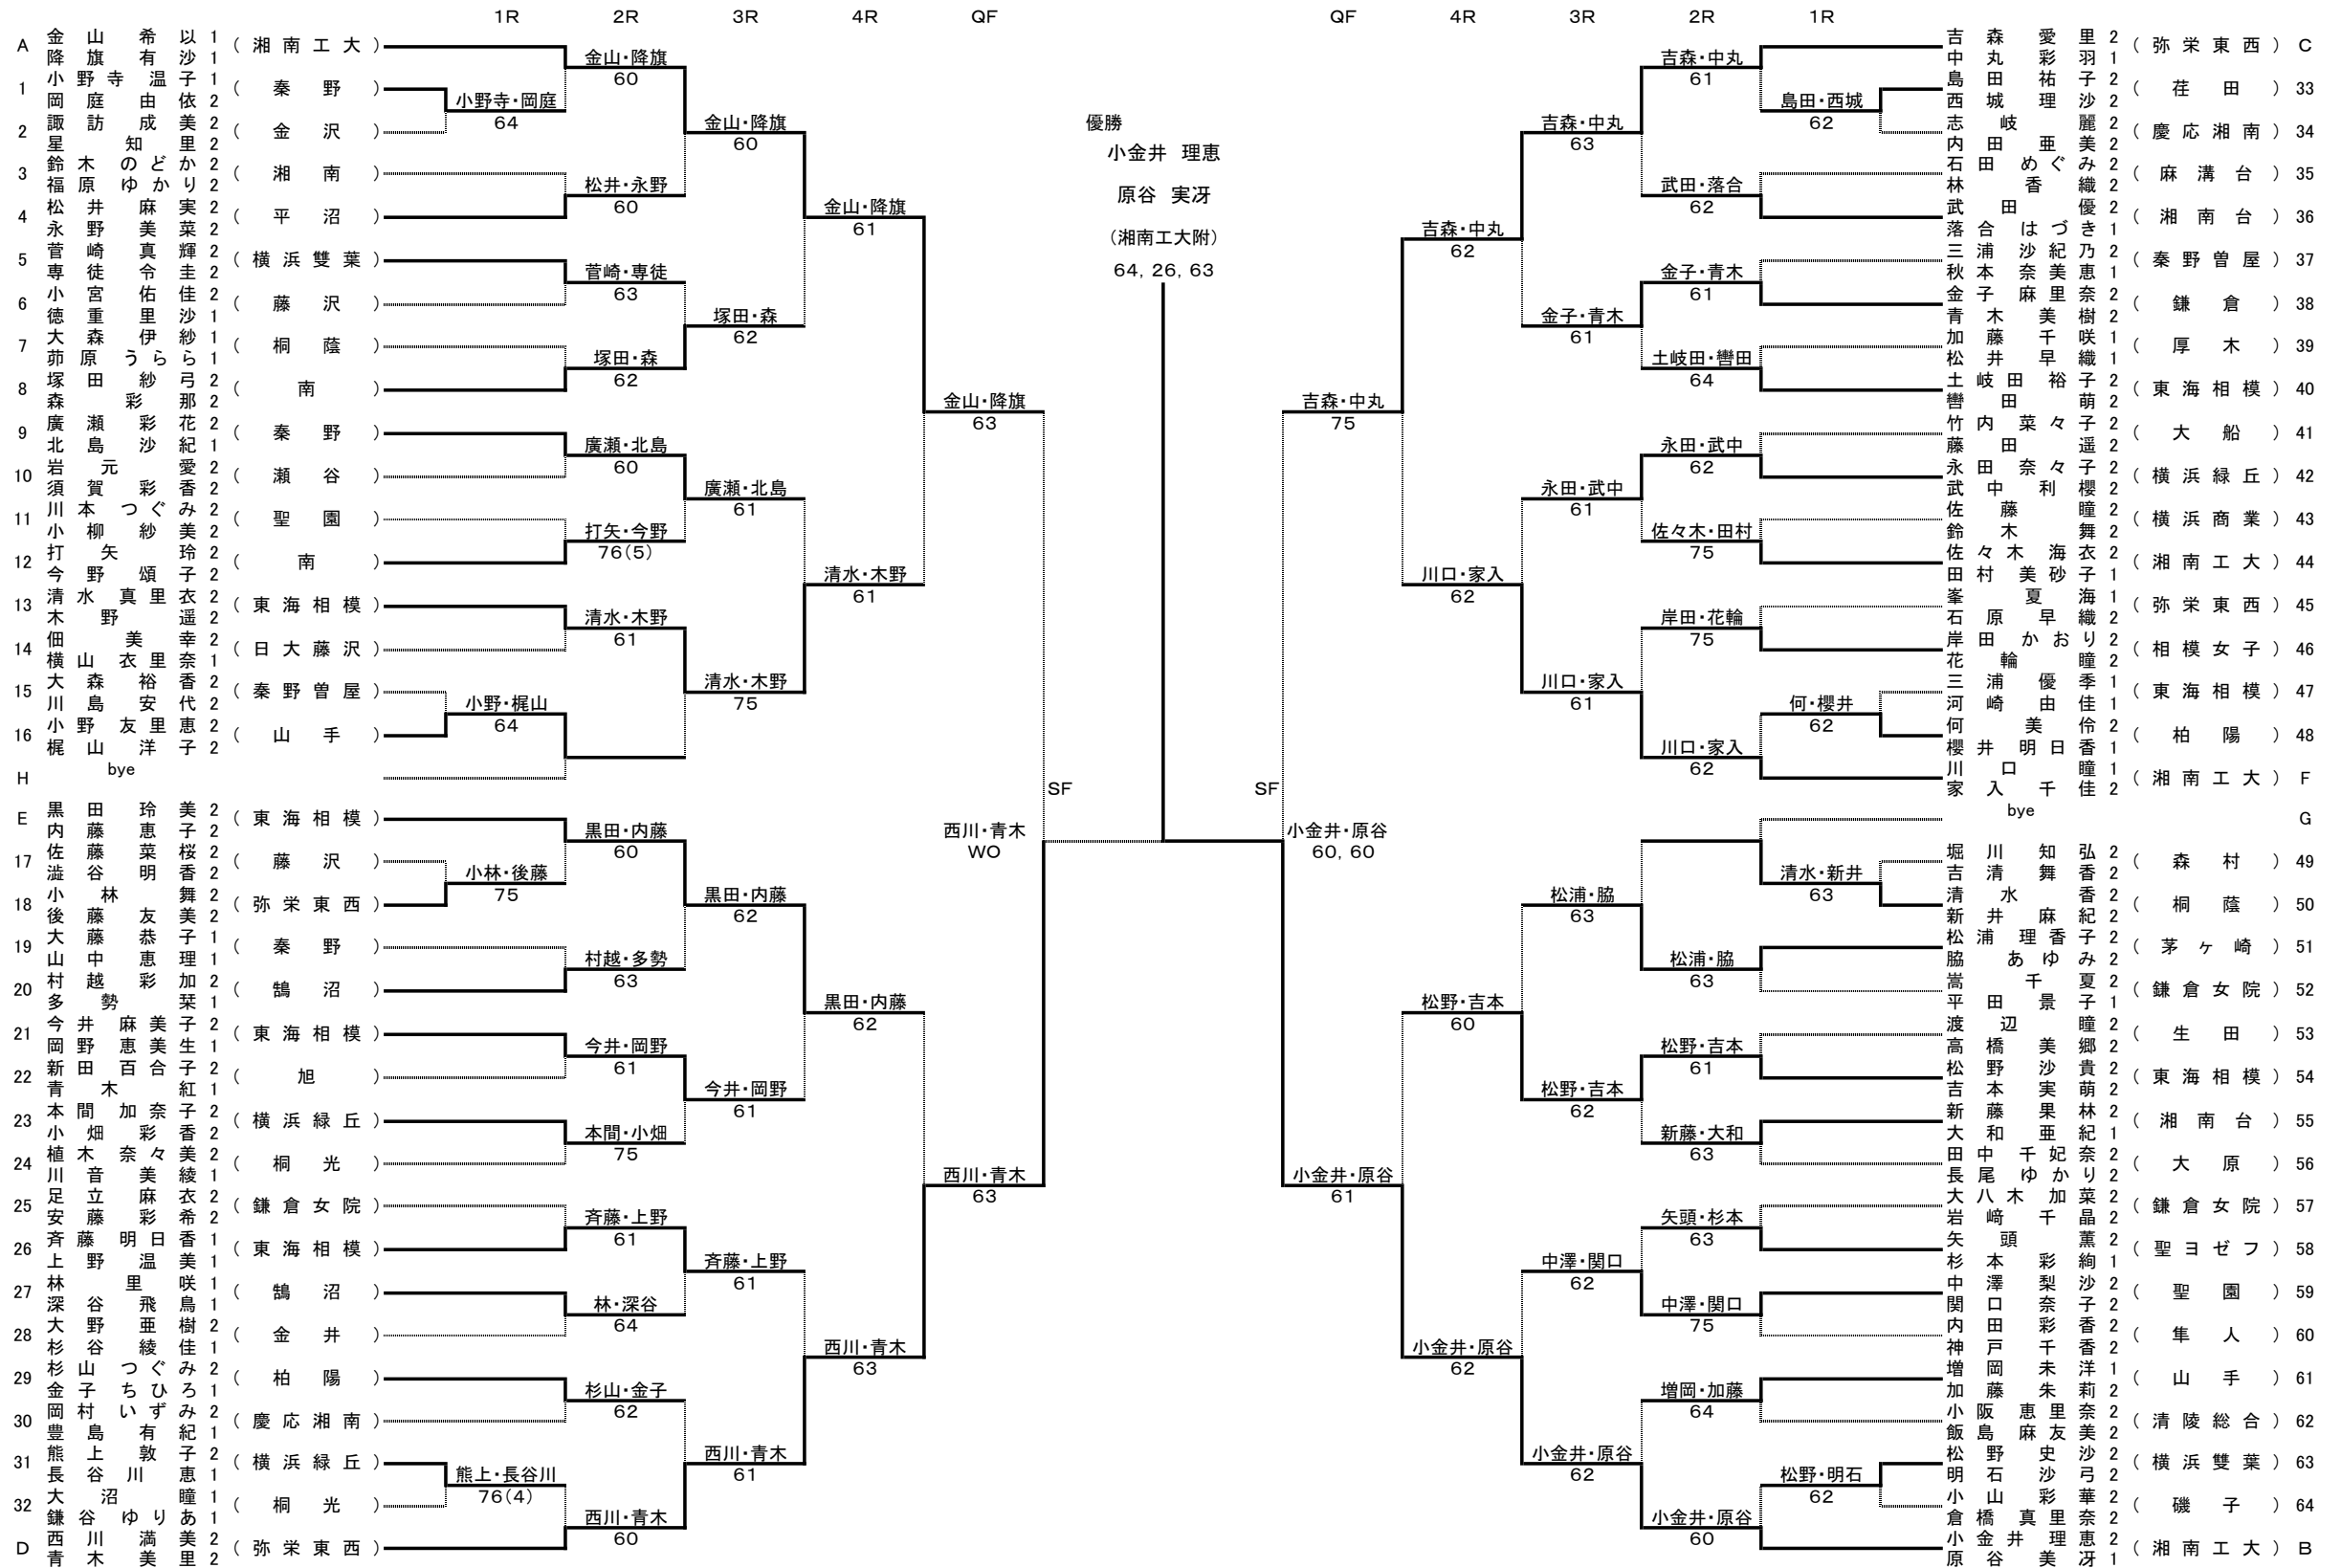 1R 2R 3R 4R QF QF 4R 3R 2R 1R
A 金山希以 1 (湘南工大)
降旗有沙 1
1 小野寺温子 1 (秦野)
岡庭由依 2
2 諏訪成美 2 (金沢)
星知里 2
3 鈴木のどか 2 (湘南)
福原ゆかり 2
4 松井麻実 2 (平沼)
永野美菜 2
5 菅崎真輝 2 (横浜雙葉)
専徒令圭 2
6 小宮佑佳 2 (藤沢)
徳重里沙 1
7 大森伊紗 1 (桐蔭)
茆原うらら 1
8 塚田紗弓 2 (南)
森彩那 2
9 廣瀬彩花 2 (秦野)
北島沙紀 1
10 岩元愛 2 (瀬谷)
須賀彩香 2
11 川本つぐみ 2 (聖園)
小柳紗美 2
12 打矢玲 2 (南)
今野頌子 2
13 清水真里衣 2 (東海相模)
木野遥 2
14 佃美幸 2 (日大藤沢)
横山衣里奈 1
15 大森裕香 2 (秦野曽屋)
川島安代 2
16 小野友里恵 2 (山手)
梶山洋子 2
H bye
E 黒田玲美 2 (東海相模)
内藤恵子 2
17 佐藤菜桜 2 (藤沢)
澁谷明香 2
18 小林舞 2 (弥栄東西)
後藤友美 2
19 大藤恭子 1 (秦野)
山中恵理 1
20 村越彩加 2 (鵠沼)
多勢栞 1
21 今井麻美子 2 (東海相模)
岡野恵美生 1
22 新田百合子 2 (旭)
青木紅 1
23 本間加奈子 2 (横浜緑丘)
小畑彩香 2
24 植木奈々美 2 (桐光)
川音美綾 1
25 足立麻衣 2 (鎌倉女院)
安藤彩希 2
26 斉藤明日香 1 (東海相模)
上野温美 1
27 林里咲 1 (鵠沼)
深谷飛鳥 1
28 大野亜樹 2 (金井)
杉谷綾佳 1
29 杉山つぐみ 2 (柏陽)
金子ちひろ 1
30 岡村いずみ 2 (慶応湘南)
豊島有紀 1
31 熊上敦子 2 (横浜緑丘)
長谷川恵 1
32 大沼瞳 1 (桐光)
鎌谷ゆりあ 1
D 西川満美 2 (弥栄東西)
青木美里 2
小野寺・岡庭
64
小野・梶山
64
小林・後藤
75
熊上・長谷川
76(4)
金山・降旗
60
松井・永野
60
菅崎・専徒
63
塚田・森
62
廣瀬・北島
60
打矢・今野
76(5)
清水・木野
61
黒田・内藤
60
村越・多勢
63
今井・岡野
61
本間・小畑
75
斉藤・上野
61
林・深谷
64
杉山・金子
62
西川・青木
60
金山・降旗
60
塚田・森
62
廣瀬・北島
61
清水・木野
75
黒田・内藤
62
今井・岡野
61
斉藤・上野
61
西川・青木
61
金山・降旗
61
清水・木野
61
黒田・内藤
62
西川・青木
63
金山・降旗
63
西川・青木
63
SF
西川・青木
WO
優勝
小金井 理恵
原谷 実冴
(湘南工大附)
64, 26, 63
SF
小金井・原谷
60, 60
吉森・中丸
75
小金井・原谷
61
吉森・中丸
62
川口・家入
62
松野・吉本
60
小金井・原谷
62
吉森・中丸
63
金子・青木
61
永田・武中
61
川口・家入
61
松浦・脇
63
松野・吉本
62
中澤・関口
62
小金井・原谷
62
吉森・中丸
61
武田・落合
62
金子・青木
61
土岐田・轡田
64
永田・武中
62
佐々木・田村
75
岸田・花輪
75
川口・家入
62
松浦・脇
63
松野・吉本
61
新藤・大和
63
矢頭・杉本
63
中澤・関口
75
増岡・加藤
64
小金井・原谷
60
島田・西城
62
何・櫻井
62
清水・新井
63
松野・明石
62
吉森愛里 2 (弥栄東西) C
中丸彩羽 1
島田祐子 2 (荏田) 33
西城理沙 2
志岐麗 2 (慶応湘南) 34
内田亜美 2
石田めぐみ 2 (麻溝台) 35
林香織 2
武田優 2 (湘南台) 36
落合はづき 1
三浦沙紀乃 2 (秦野曽屋) 37
秋本奈美恵 1
金子麻里奈 2 (鎌倉) 38
青木美樹 2
加藤千咲 1 (厚木) 39
松井早織 1
土岐田裕子 2 (東海相模) 40
轡田萌 2
竹内菜々子 2 (大船) 41
藤田遥 2
永田奈々子 2 (横浜緑丘) 42
武中利櫻 2
佐藤瞳 2 (横浜商業) 43
鈴木舞 2
佐々木海衣 2 (湘南工大) 44
田村美砂子 1
峯夏海 1 (弥栄東西) 45
石原早織 2
岸田かおり 2 (相模女子) 46
花輪瞳 2
三浦優季 1 (東海相模) 47
河崎由佳 1
何美伶 2 (柏陽) 48
櫻井明日香 1
川口瞳 1 (湘南工大) F
家入千佳 2
bye G
堀川知弘 2 (森村) 49
吉清舞香 2
清水香 2 (桐蔭) 50
新井麻紀 2
松浦理香子 2 (茅ヶ崎) 51
脇あゆみ 2
嵩千夏 2 (鎌倉女院) 52
平田景子 1
渡辺瞳 2 (生田) 53
高橋美郷 2
松野沙貴 2 (東海相模) 54
吉本実萌 2
新藤果林 2 (湘南台) 55
大和亜紀 1
田中千妃奈 2 (大原) 56
長尾ゆかり 2
大八木加菜 2 (鎌倉女院) 57
岩﨑千晶 2
矢頭薫 2 (聖ヨゼフ) 58
杉本彩絢 1
中澤梨沙 2 (聖園) 59
関口奈子 2
内田彩香 2 (隼人) 60
神戸千香 2
増岡未洋 1 (山手) 61
加藤朱莉 2
小阪恵里奈 2 (清陵総合) 62
飯島麻友美 2
松野史沙 2 (横浜雙葉) 63
明石沙弓 2
小山彩華 2 (磯子) 64
倉橋真里奈 2
小金井理恵 2 (湘南工大) B
原谷美冴 1